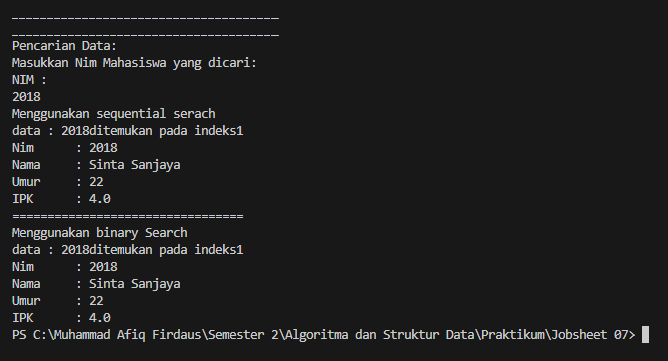 ______________________________________
______________________________________
Pencarian Data:
Masukkan Nim Mahasiswa yang dicari:
NIM :
2018
Menggunakan sequential serach
data : 2018ditemukan pada indeks1
Nim      : 2018
Nama     : Sinta Sanjaya
Umur     : 22
IPK      : 4.0
=================================
Menggunakan binary Search
data : 2018ditemukan pada indeks1
Nim      : 2018
Nama     : Sinta Sanjaya
Umur     : 22
IPK      : 4.0
PS C:\Muhammad Afiq Firdaus\Semester 2\Algoritma dan Struktur Data\Praktikum\Jobsheet 07>